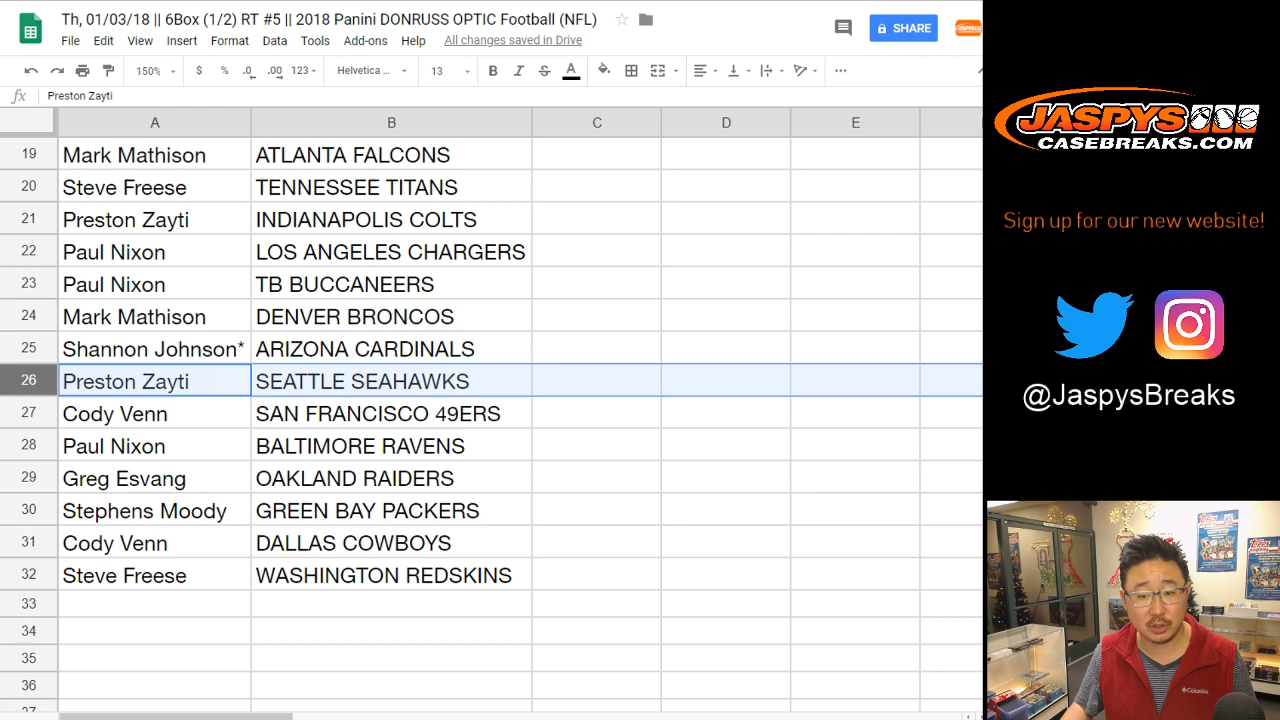 Th, 01/03/18 || 6Box (1/2) RT #5 || 2018 Panini DONRUSS OPTIC Football (NFL)
File Edit View Insert Format Data Tools Add-ons Help All changes saved in Drive
SHARE
150% $ % .0 .00 123 Helvetica ... 13 B I S A
fx Preston Zayti
A B C D E
19 Mark Mathison ATLANTA FALCONS
20 Steve Freese TENNESSEE TITANS
21 Preston Zayti INDIANAPOLIS COLTS
22 Paul Nixon LOS ANGELES CHARGERS
23 Paul Nixon TB BUCCANEERS
24 Mark Mathison DENVER BRONCOS
25 Shannon Johnson* ARIZONA CARDINALS
26 Preston Zayti SEATTLE SEAHAWKS
27 Cody Venn SAN FRANCISCO 49ERS
28 Paul Nixon BALTIMORE RAVENS
29 Greg Esvang OAKLAND RAIDERS
30 Stephens Moody GREEN BAY PACKERS
31 Cody Venn DALLAS COWBOYS
32 Steve Freese WASHINGTON REDSKINS
33
34
35
36
JASPYS
CASEBREAKS.COM
Sign up for our new website!
@JaspysBreaks
TOPPS
Columbia